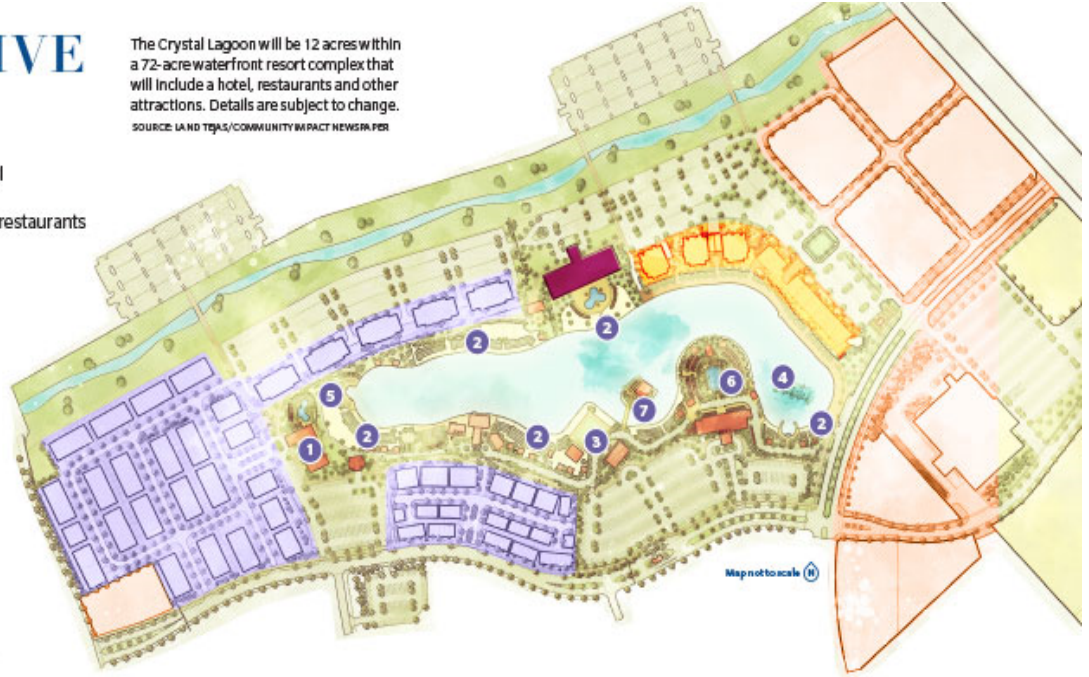 IVE
The Crystal Lagoon will be 12 acres within
a 72-acre waterfront resort complex that
will include a hotel, restaurants and other
attractions. Details are subject to change.
SOURCE: LAND TEJAS/COMMUNITY IMPACT NEWSPAPER
l
restaurants
2
2
5
6
4
7
2
1
2
2
3
Map not to scale N